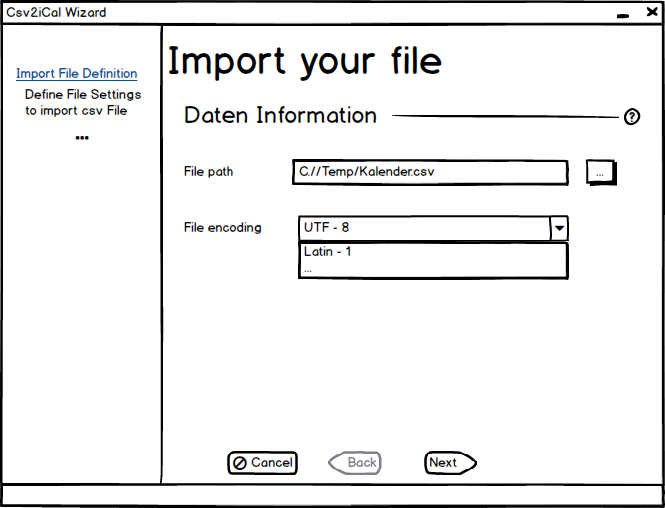 Csv2iCal Wizard
Import File Definition
Define File Settings
to import csv File
...
Import your file
Daten Information
?
File path
C.//Temp/Kalender.csv
...
File encoding
UTF - 8
Latin - 1
...
Cancel
Back
Next